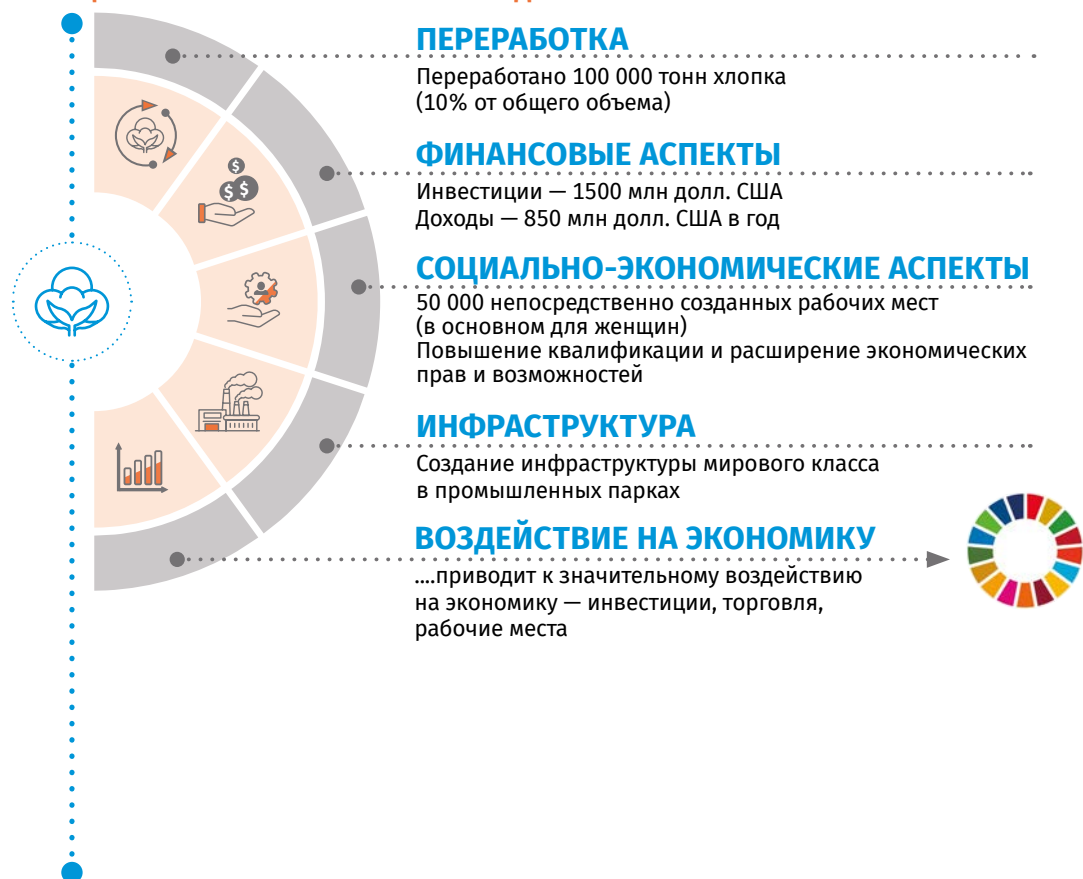 ПЕРЕРАБОТКА
Переработано 100 000 тонн хлопка
(10% от общего объема)
ФИНАНСОВЫЕ АСПЕКТЫ
Инвестиции — 1500 млн долл. США
Доходы — 850 млн долл. США в год
СОЦИАЛЬНО-ЭКОНОМИЧЕСКИЕ АСПЕКТЫ
50 000 непосредственно созданных рабочих мест
(в основном для женщин)
Повышение квалификации и расширение экономических
прав и возможностей
ИНФРАСТРУКТУРА
Создание инфраструктуры мирового класса
в промышленных парках
ВОЗДЕЙСТВИЕ НА ЭКОНОМИКУ
....приводит к значительному воздействию
на экономику — инвестиции, торговля,
рабочие места